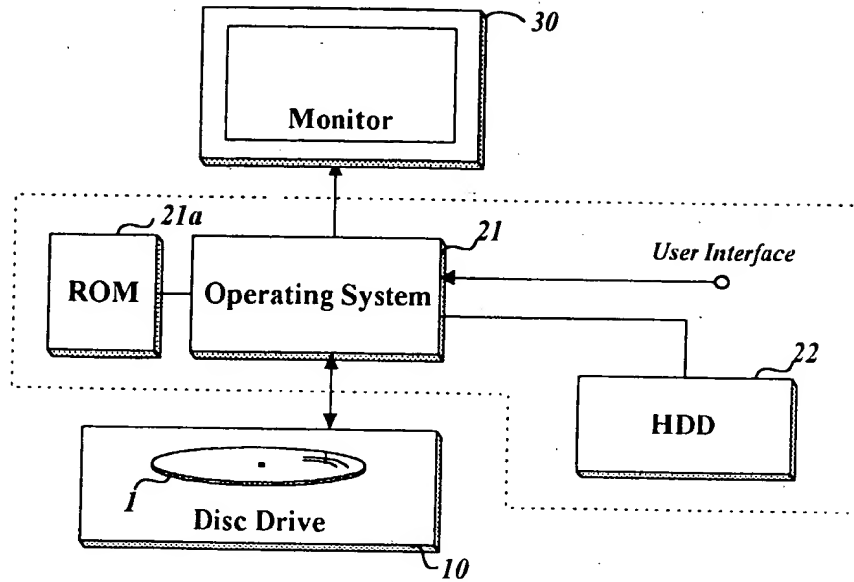 30
Monitor
21a
21
User Interface
ROM
Operating System
22
HDD
1
Disc Drive
10